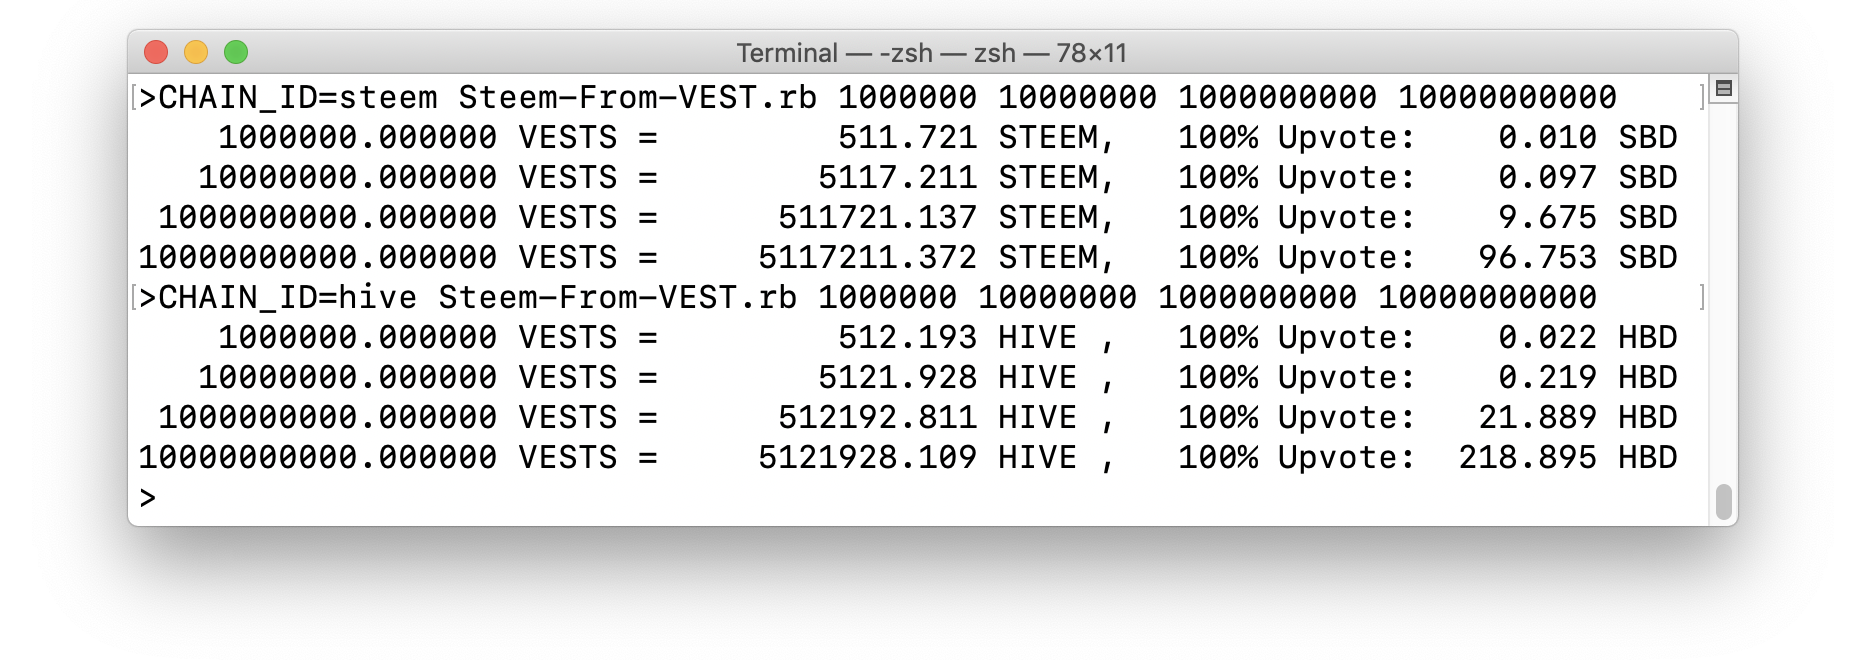 Terminal — -zsh — zsh — 78×11
[>CHAIN_ID=steem Steem-From-VEST.rb 1000000 10000000 1000000000 10000000000    ]
    1000000.000000 VESTS =         511.721 STEEM,   100% Upvote:    0.010 SBD
   10000000.000000 VESTS =        5117.211 STEEM,   100% Upvote:    0.097 SBD
 1000000000.000000 VESTS =      511721.137 STEEM,   100% Upvote:    9.675 SBD
10000000000.000000 VESTS =     5117211.372 STEEM,   100% Upvote:   96.753 SBD
[>CHAIN_ID=hive Steem-From-VEST.rb 1000000 10000000 1000000000 10000000000     ]
    1000000.000000 VESTS =         512.193 HIVE ,   100% Upvote:    0.022 HBD
   10000000.000000 VESTS =        5121.928 HIVE ,   100% Upvote:    0.219 HBD
 1000000000.000000 VESTS =      512192.811 HIVE ,   100% Upvote:   21.889 HBD
10000000000.000000 VESTS =     5121928.109 HIVE ,   100% Upvote:  218.895 HBD
>